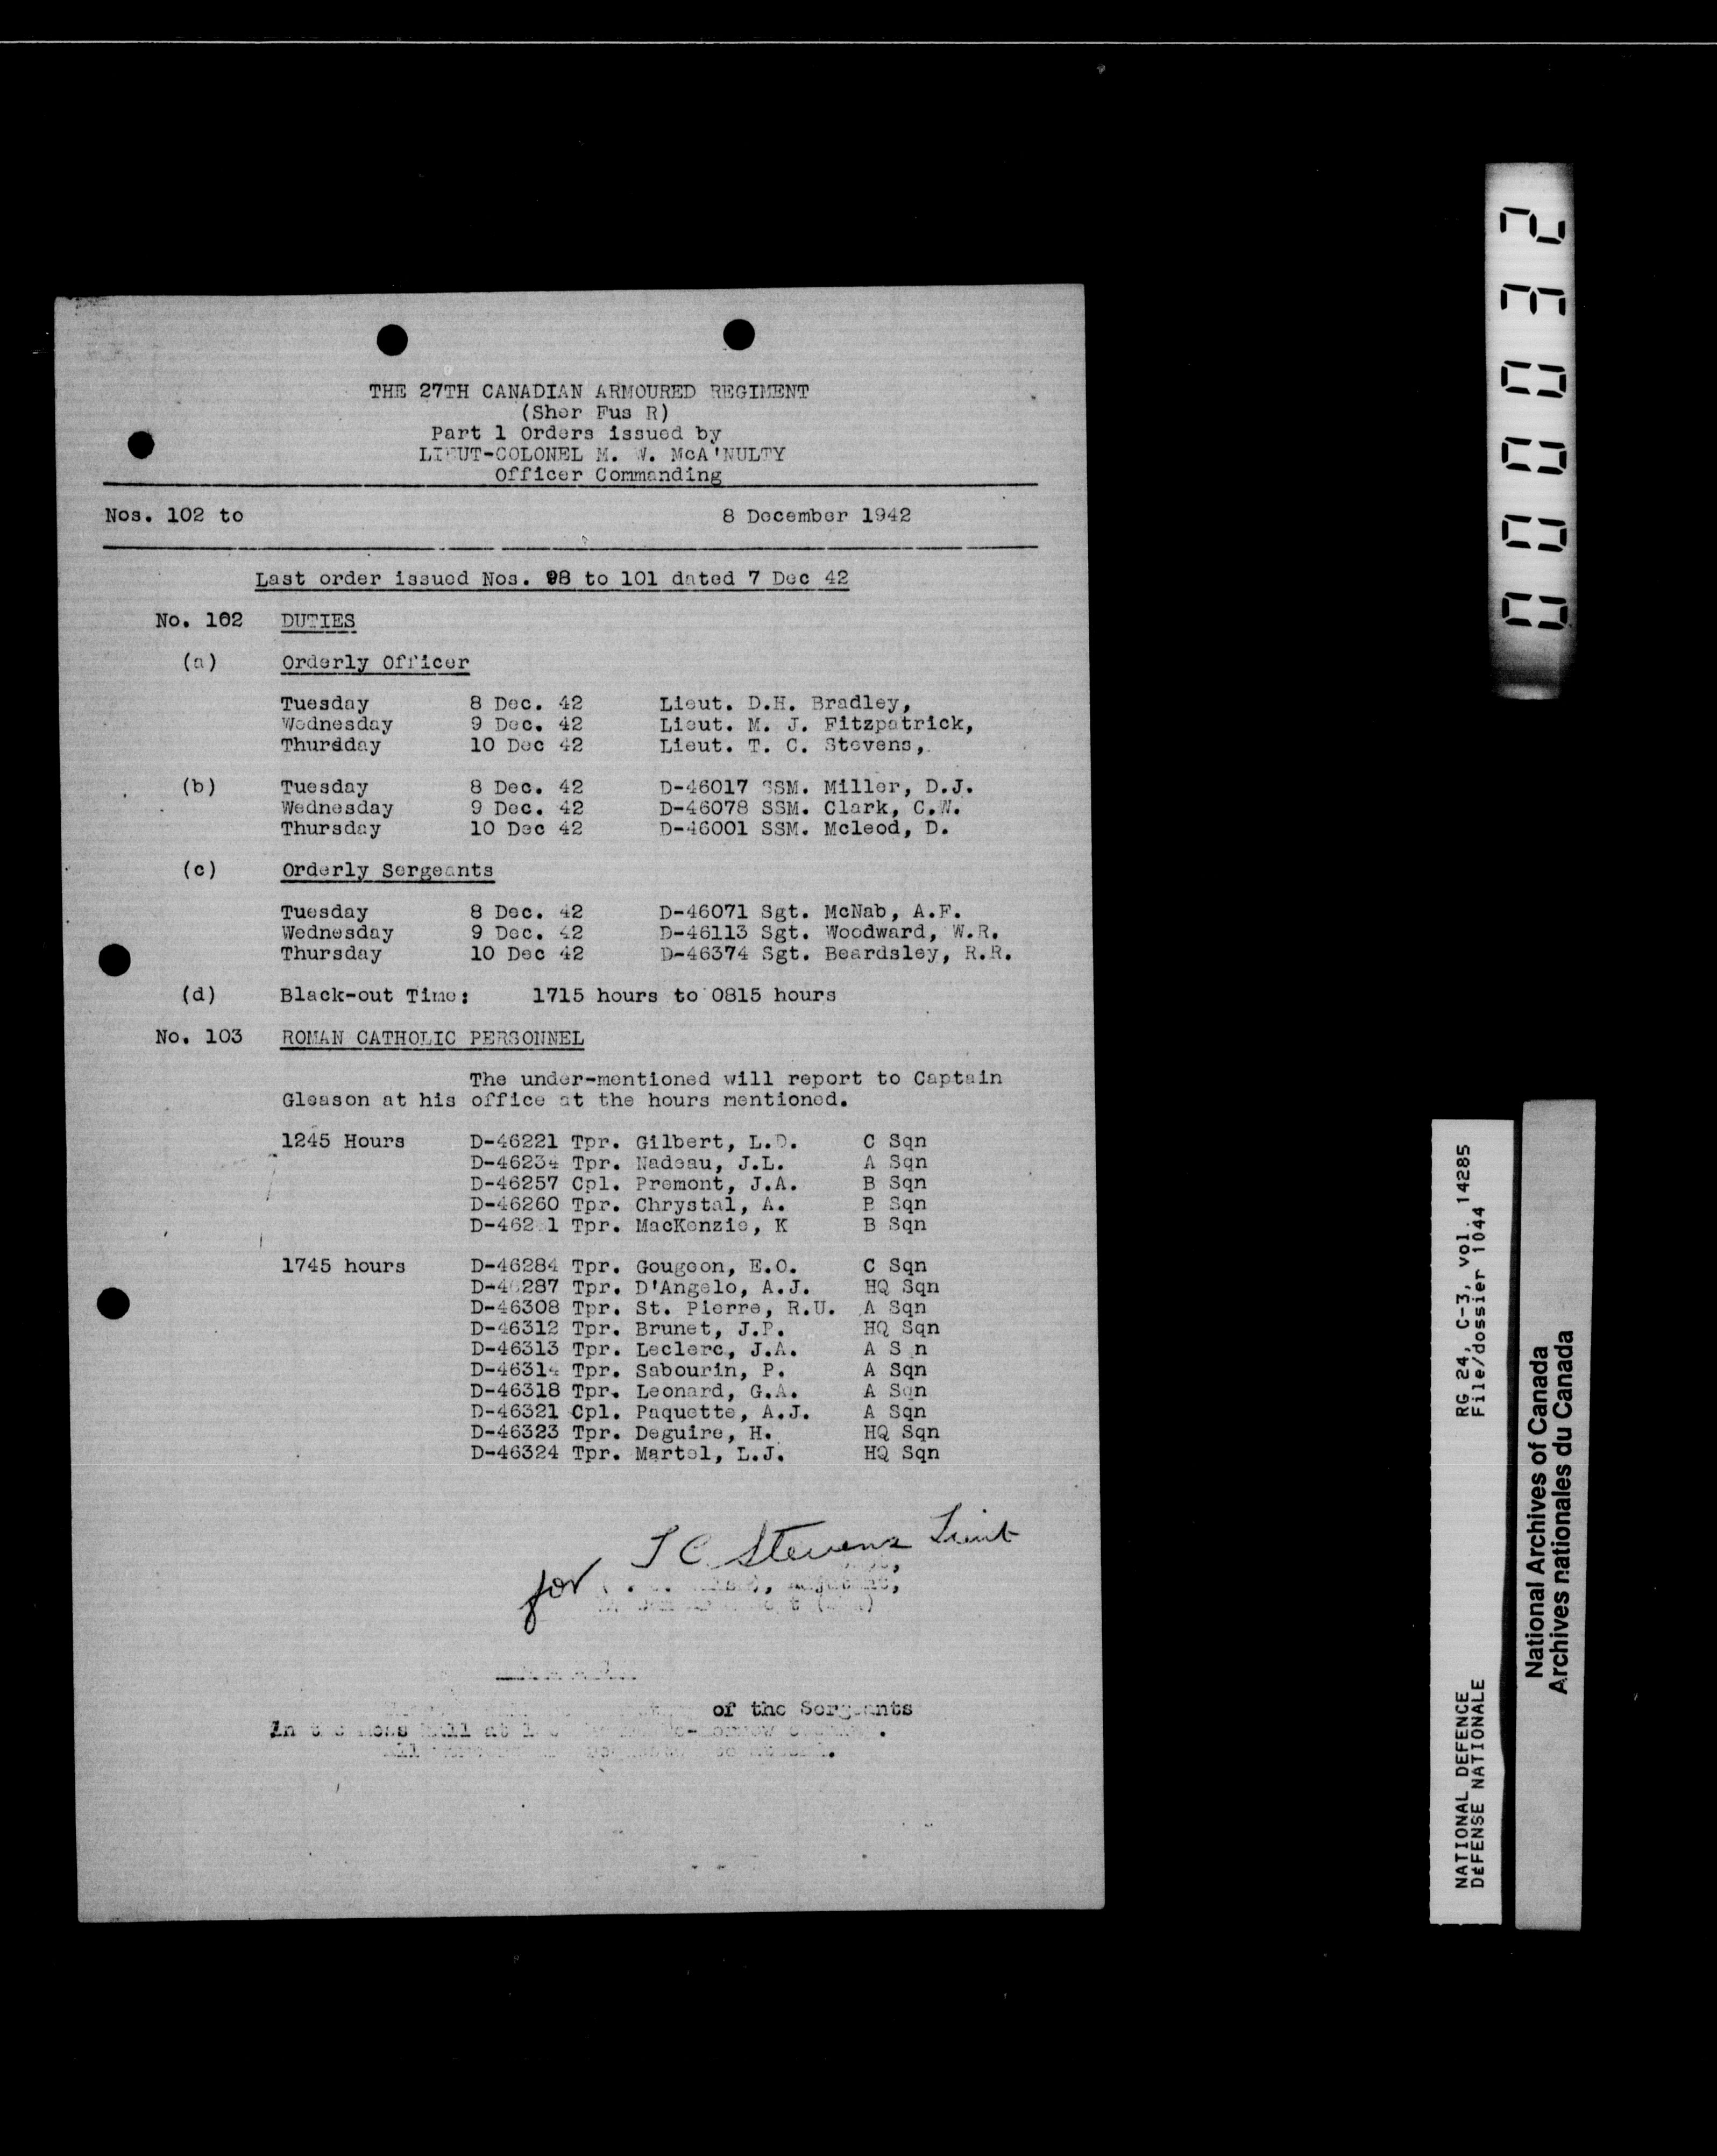 THE 27TH CANADIAN ARMOURED REGIMENT
(Sher Fus R)
Part 1 Orders issued by
LIEUT-COLONEL M. W. McA'NULTY
Officer Commanding
Nos. 102 to 8 December 1942
Last order issued Nos. 98 to 101 dated 7 Dec 42
No. 102 DUTIES
(a) Orderly Officer
Tuesday 8 Dec. 42 Lieut. D.H. Bradley,
Wednesday 9 Dec. 42 Lieut. M. J. Fitzpatrick,
Thursday 10 Dec 42 Lieut. T. C. Stevens,
(b) Tuesday 8 Dec. 42 D-46017 SSM. Miller, D.J.
Wednesday 9 Dec. 42 D-46078 SSM. Clark, C.W.
Thursday 10 Dec 42 D-46001 SSM. Mcleod, D.
(c) Orderly Sergeants
Tuesday 8 Dec. 42 D-46071 Sgt. McNab, A.F.
Wednesday 9 Dec. 42 D-46113 Sgt. Woodward, W.R.
Thursday 10 Dec 42 D-46374 Sgt. Beardsley, R.R.
(d) Black-out Time: 1715 hours to 0815 hours
No. 103 ROMAN CATHOLIC PERSONNEL
The under-mentioned will report to Captain
Gleason at his office at the hours mentioned.
1245 Hours D-46221 Tpr. Gilbert, L.D. C Sqn
D-46234 Tpr. Nadeau, J.L. A Sqn
D-46257 Cpl. Premont, J.A. B Sqn
D-46260 Tpr. Chrystal, A. B Sqn
Tpr. MacKenzie, K B Sqn
1745 hours D-46284 Tpr. Gougeon, E.O. C Sqn
D-46287 Tpr. D'Angelo, A.J. HQ Sqn
D-46308 Tpr. St. Pierre, R.U. A Sqn
D-46312 Tpr. Brunet, J.P. HQ Sqn
D-46313 Tpr. Leclerc, J.A. A S n
D-46314 Tpr. Sabourin, P. A Sqn
D-46318 Tpr. Leonard, G.A. A Sqn
D-46321 Cpl. Paquette, A.J. A Sqn
D-46323 Tpr. Deguire, H. HQ Sqn
D-46324 Tpr. Martel, L.J. HQ Sqn
for T C Stevens Lieut
of the Sergeants
In
000032
RG 24, C-3, vol. 14285
File/dossier 1044
NATIONAL DEFENCE
DÉFENSE NATIONALE
National Archives of Canada
Archives nationales du Canada